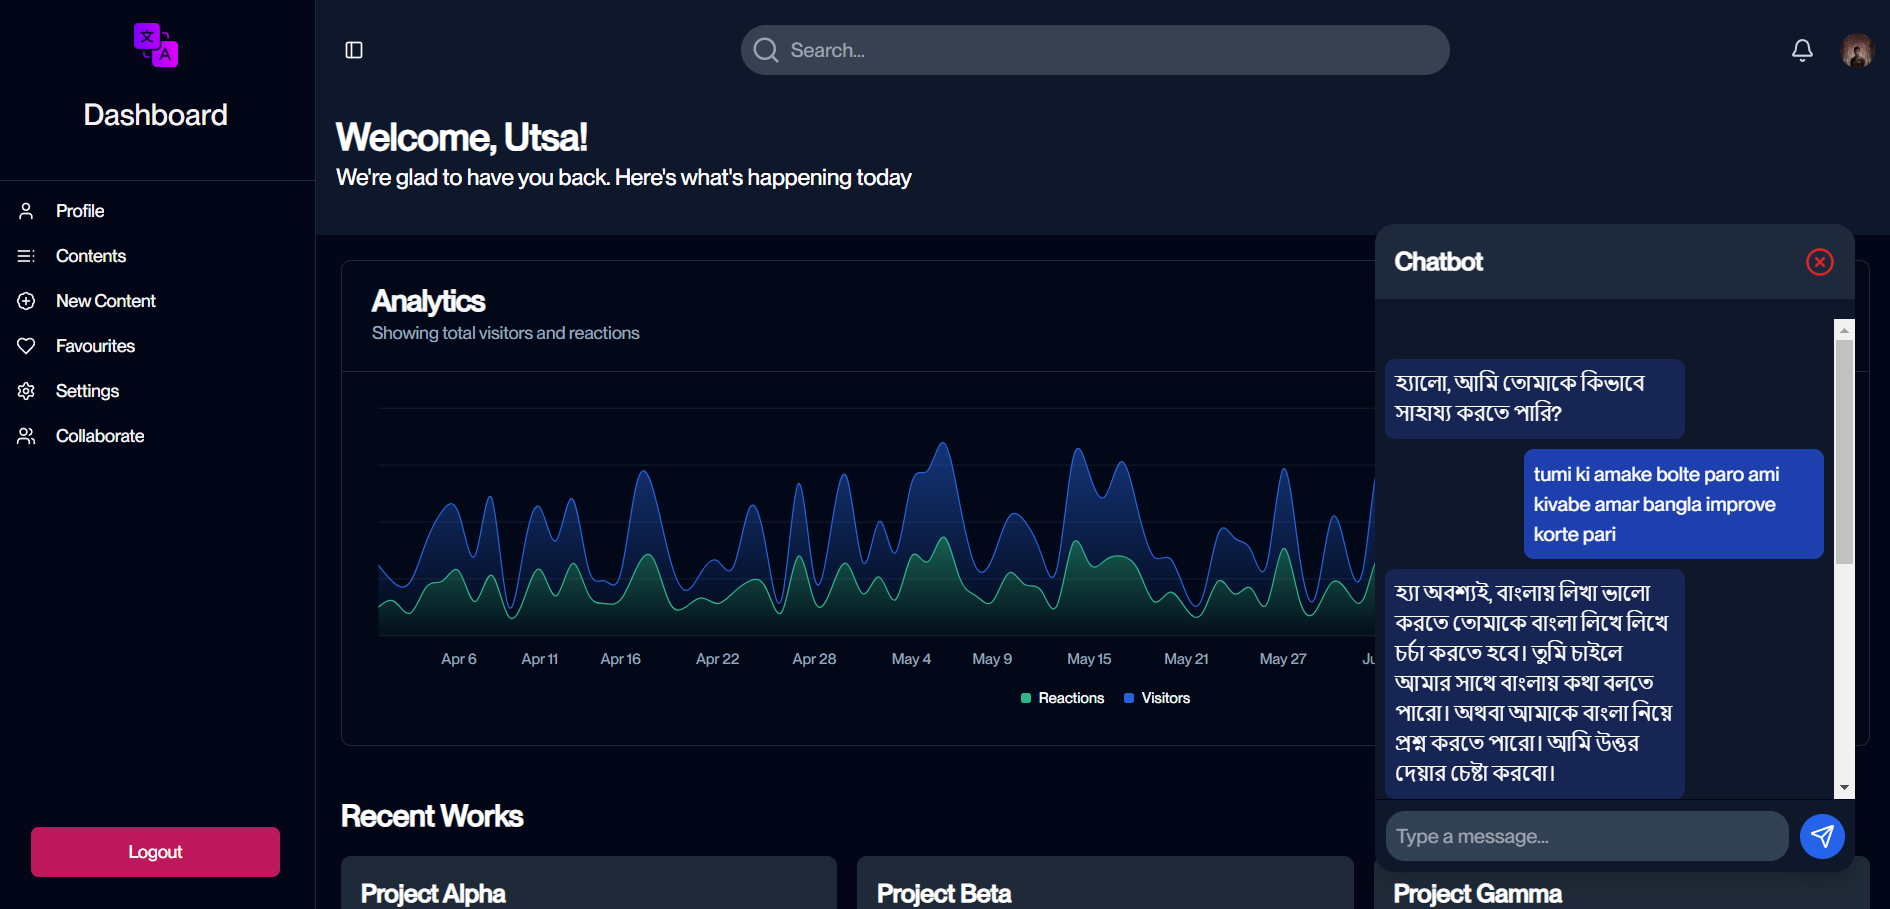 文
A
Dashboard
Profile
Contents
New Content
Favourites
Settings
Collaborate
Logout
Search...
Welcome, Utsa!
We're glad to have you back. Here's what's happening today
Analytics
Showing total visitors and reactions
Apr 6 Apr 11 Apr 16 Apr 22 Apr 28 May 4 May 9 May 15 May 21 May 27 Ju
Reactions Visitors
Recent Works
Project Alpha
Project Beta
Project Gamma
Chatbot
হ্যালো, আমি তোমাকে কিভাবে
সাহায্য করতে পারি?
tumi ki amake bolte paro ami
kivabe amar bangla improve
korte pari
হ্যা অবশ্যই, বাংলায় লিখা ভালো
করতে তোমাকে বাংলা লিখে লিখে
চর্চা করতে হবে। তুমি চাইলে
আমার সাথে বাংলায় কথা বলতে
পারো। অথবা আমাকে বাংলা নিয়ে
প্রশ্ন করতে পারো। আমি উত্তর
দেয়ার চেষ্টা করবো।
Type a message...